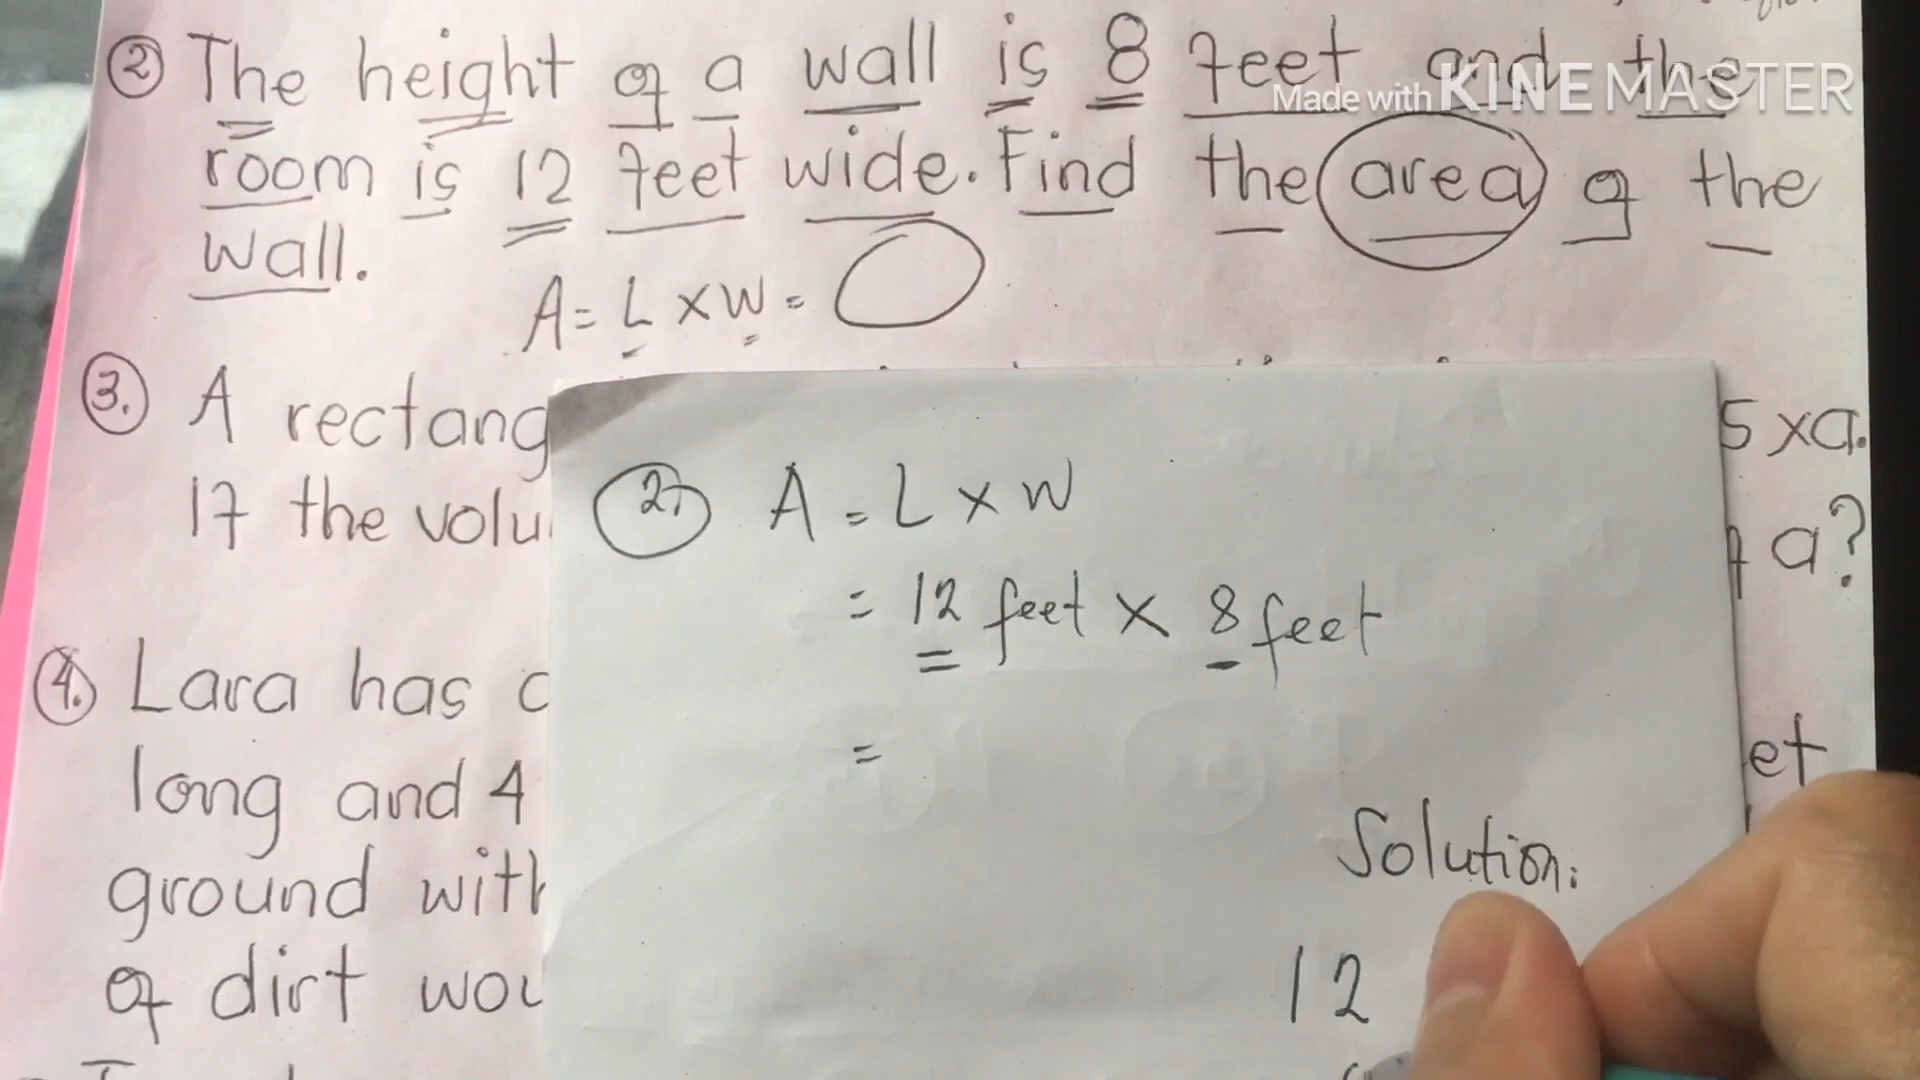 ② The height of a wall is 8 feet and the
room is 12 feet wide. Find the area of the
wall.
A = L x W =
③. A rectang
5 xa.
If the volu
a?
④. Lara has
long and 4
et
ground with
of dirt wou
②, A = L x W
= 12 feet x 8 feet
=
Solution:
12
Made with KINEMASTER